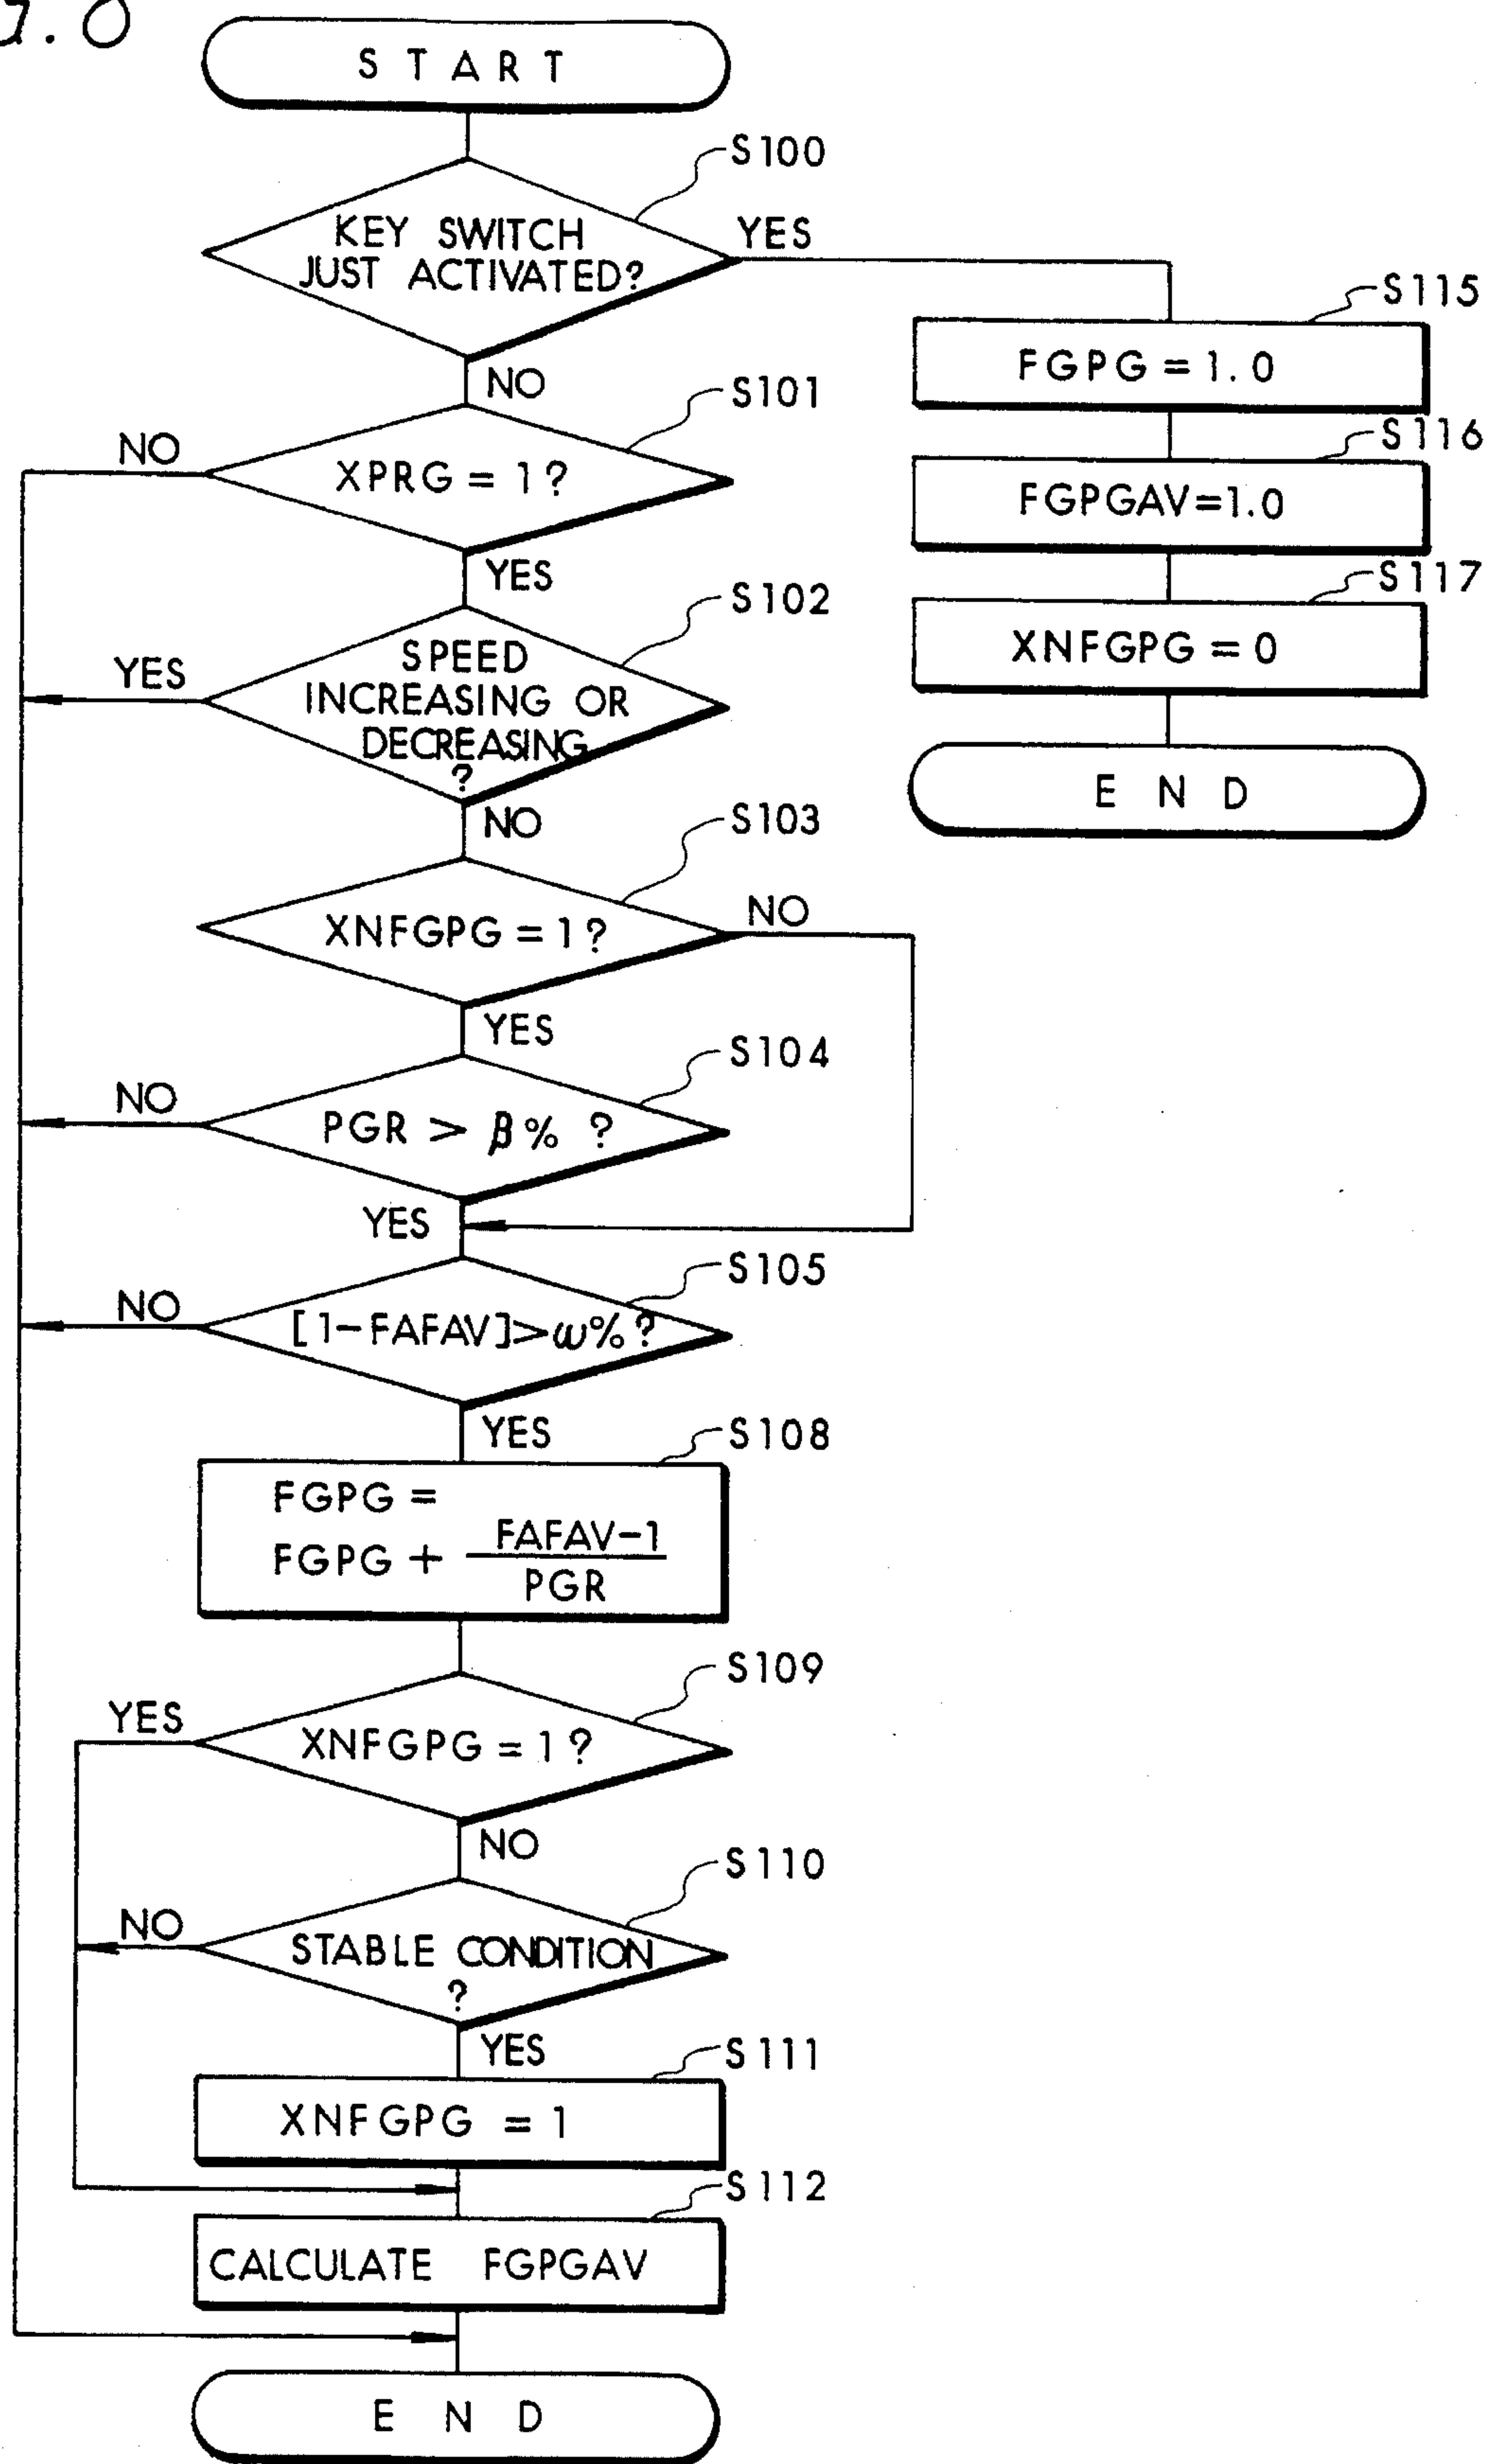 START
S100
KEY SWITCH
JUST ACTIVATED?
YES
NO
S115
FGPG = 1.0
S116
FGPGAV=1.0
S117
XNFGPG = 0
END
S101
XPRG = 1?
NO
YES
S102
SPEED
INCREASING OR
DECREASING
?
YES
NO
S103
XNFGPG = 1?
NO
YES
S104
PGR > β% ?
NO
YES
S105
[1-FAFAV]>ω%?
NO
YES
S108
FGPG =
FGPG + FAFAV-1
PGR
S109
XNFGPG = 1?
YES
NO
S110
STABLE CONDITION
?
NO
YES
S111
XNFGPG = 1
S112
CALCULATE FGPGAV
END